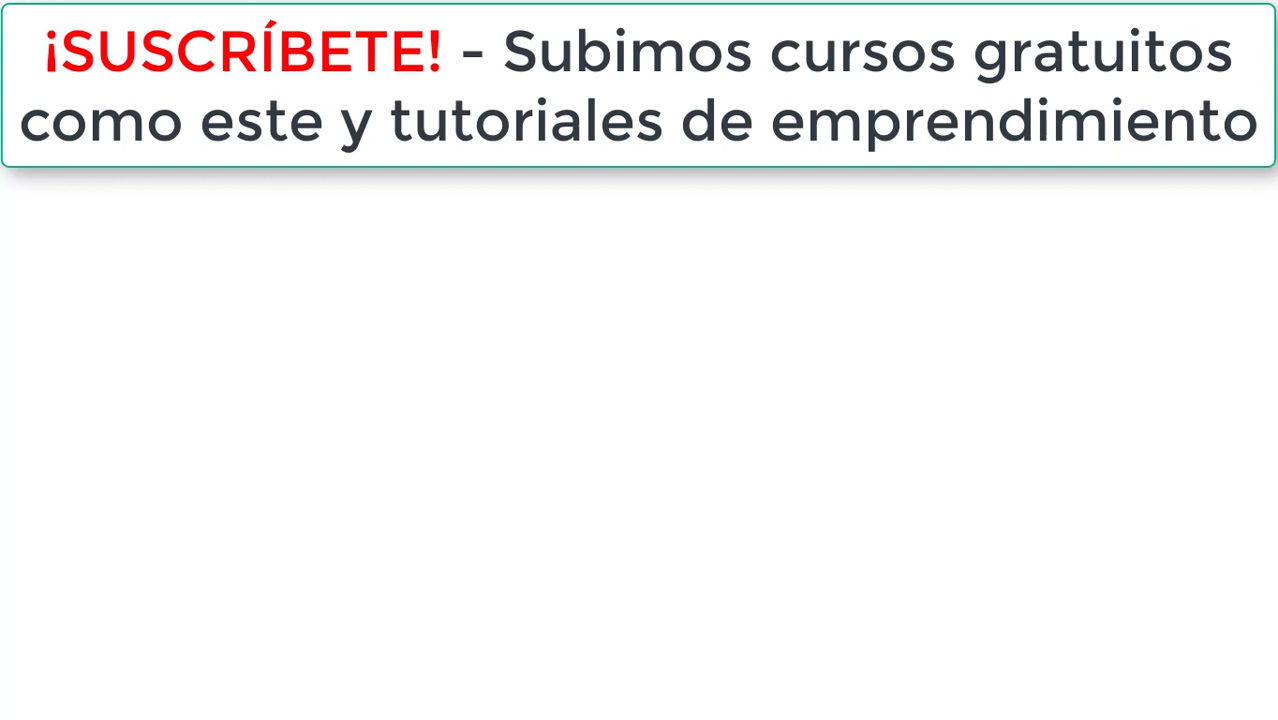 ¡SUSCRÍBETE! - Subimos cursos gratuitos
como este y tutoriales de emprendimiento